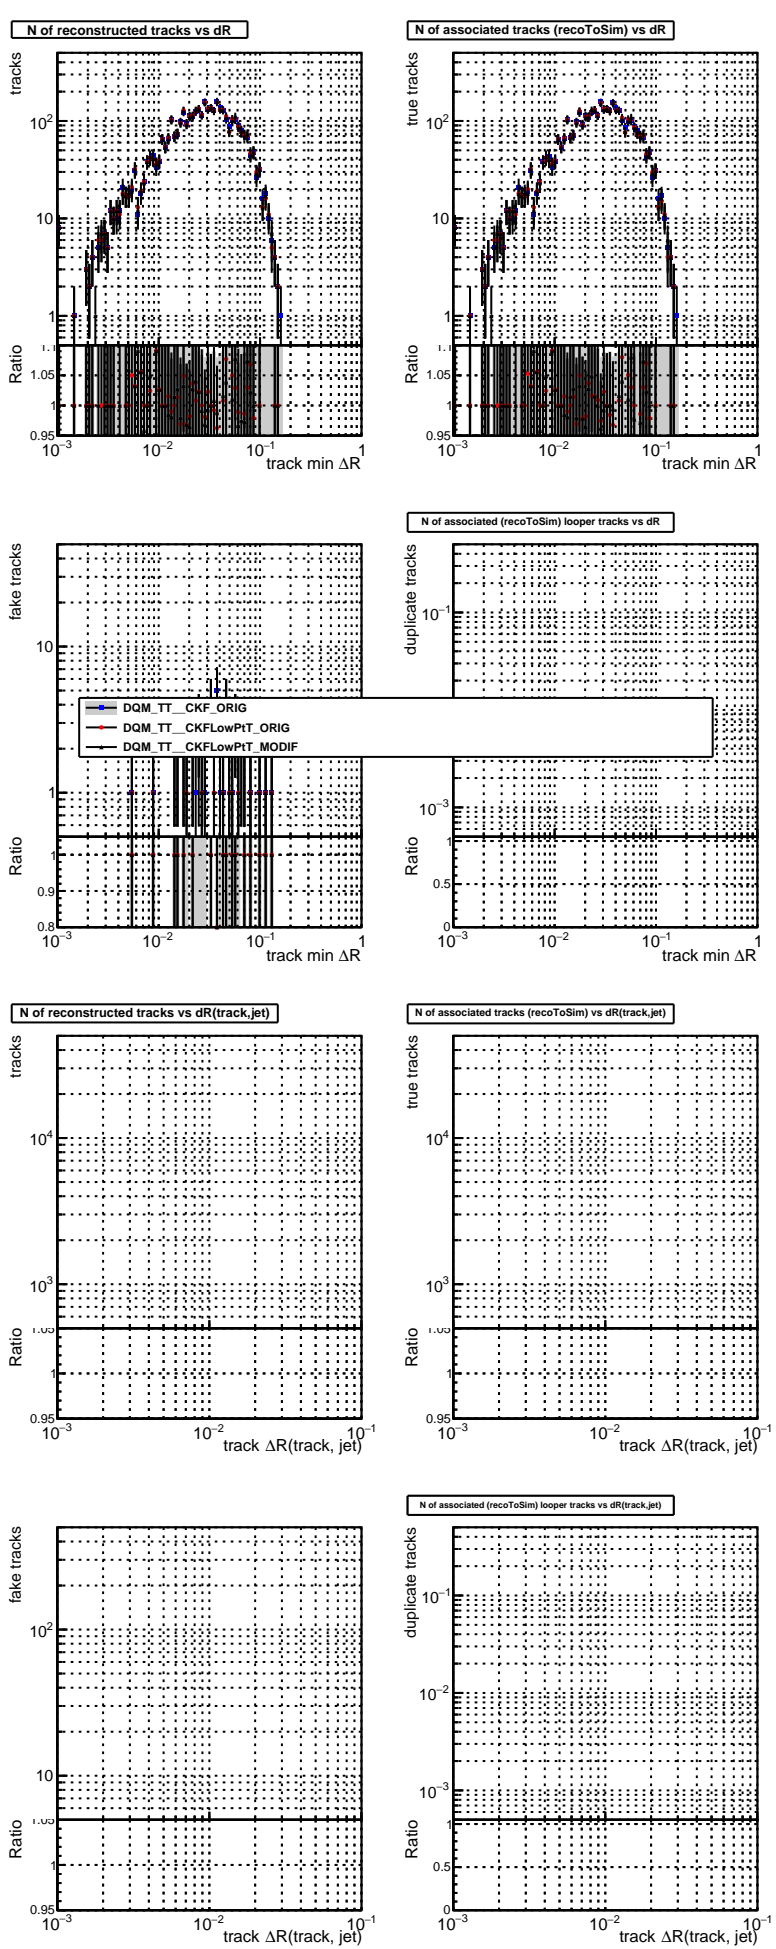 N of reconstructed tracks vs dR
tracks
10²
10
1
Ratio
1.1
1.05
1
0.95
10⁻³
10⁻²
10⁻¹
1
track min ΔR
N of associated tracks (recoToSim) vs dR
true tracks
10²
10
1
Ratio
1.1
1.05
1
0.95
10⁻³
10⁻²
10⁻¹
1
track min ΔR
fake tracks
10
1
Ratio
1
0.9
0.8
10⁻³
10⁻²
10⁻¹
1
track min ΔR
N of associated (recoToSim) looper tracks vs dR
duplicate tracks
10⁻¹
10⁻³
Ratio
1
0.5
0
10⁻³
10⁻²
10⁻¹
1
track min ΔR
DQM_TT__CKF_ORIG
DQM_TT__CKFLowPtT_ORIG
DQM_TT__CKFLowPtT_MODIF
N of reconstructed tracks vs dR(track,jet)
tracks
10⁴
10³
Ratio
1.05
1
0.95
10⁻³
10⁻²
10⁻¹
track ΔR(track, jet)
N of associated tracks (recoToSim) vs dR(track,jet)
true tracks
10⁴
10³
Ratio
1.05
1
0.95
10⁻³
10⁻²
10⁻¹
track ΔR(track, jet)
fake tracks
10²
10
Ratio
1.05
1
0.95
10⁻³
10⁻²
10⁻¹
track ΔR(track, jet)
N of associated (recoToSim) looper tracks vs dR(track,jet)
duplicate tracks
10⁻¹
10⁻²
10⁻³
Ratio
1
0.5
0
10⁻³
10⁻²
10⁻¹
track ΔR(track, jet)